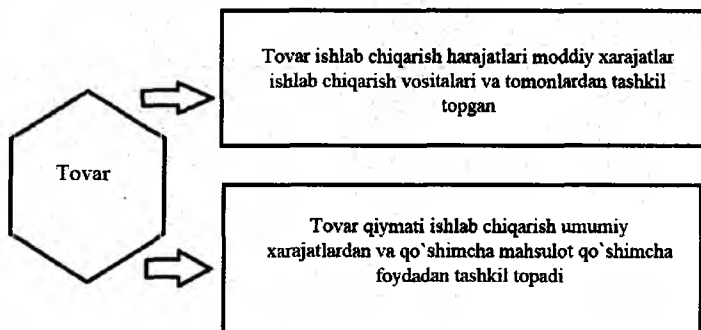 Tovar ishlab chiqarish harajatlari moddiy xarajatlar
ishlab chiqarish vositalari va tomonlardan tashkil
topgan
Tovar
Tovar qiymati ishlab chiqarish umumiy
xarajatlardan va qo`shimcha mahsulot qo`shimcha
foydadan tashkil topadi